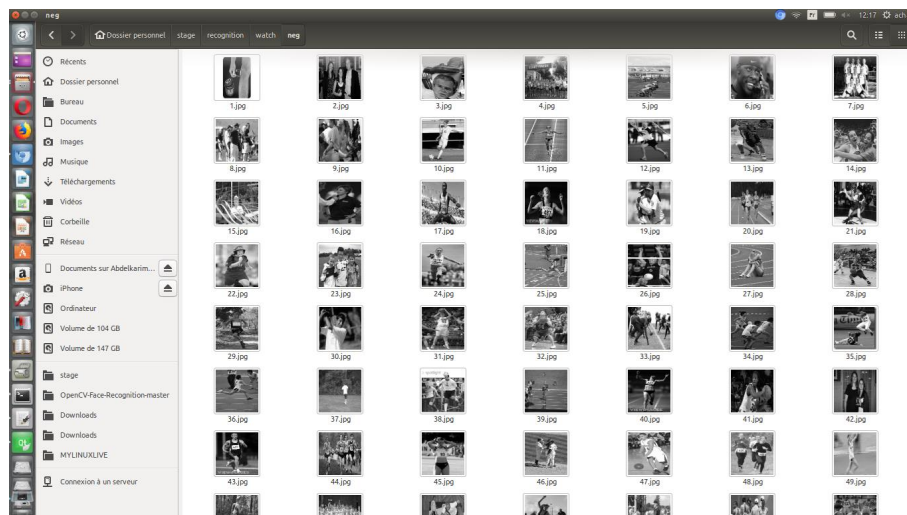 neg
Fr
12:17
ach
Dossier personnel stage recognition watch neg
Récents
Dossier personnel
Bureau
Documents
Images
Musique
Téléchargements
Vidéos
Corbeille
Réseau
Documents sur Abdelkarim...
iPhone
Ordinateur
Volume de 104 GB
Volume de 147 GB
stage
OpenCV-Face-Recognition-master
Downloads
Downloads
MYLINUXLIVE
Connexion à un serveur
1.jpg 2.jpg 3.jpg 4.jpg 5.jpg 6.jpg 7.jpg
8.jpg 9.jpg 10.jpg 11.jpg 12.jpg 13.jpg 14.jpg
15.jpg 16.jpg 17.jpg 18.jpg 19.jpg 20.jpg 21.jpg
22.jpg 23.jpg 24.jpg 25.jpg 26.jpg 27.jpg 28.jpg
29.jpg 30.jpg 31.jpg 32.jpg 33.jpg 34.jpg 35.jpg
36.jpg 37.jpg 38.jpg 39.jpg 40.jpg 41.jpg 42.jpg
43.jpg 44.jpg 45.jpg 46.jpg 47.jpg 48.jpg 49.jpg